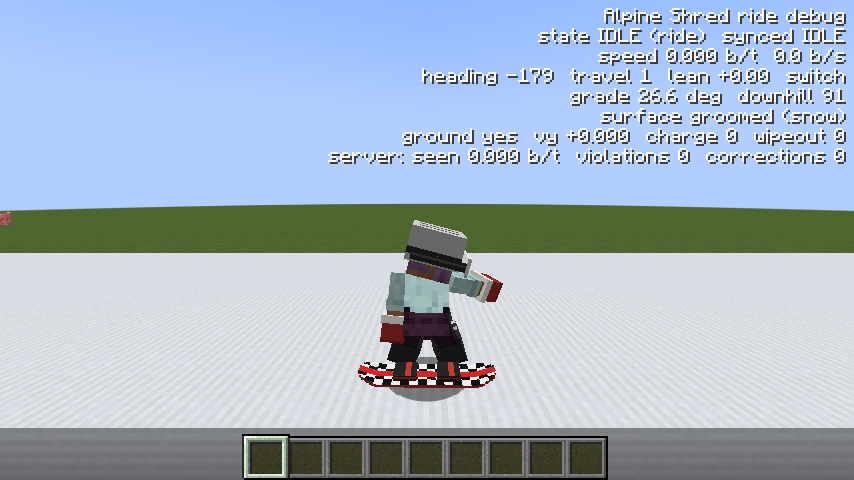 Alpine Shred ride debug
state IDLE (ride) synced IDLE
speed 0.000 b/t 0.0 b/s
heading -179 travel 1 lean +0.00 switch
grade 26.6 deg downhill 91
surface groomed (snow)
ground yes vy +0.000 charge 0 wipeout 0
server: seen 0.000 b/t violations 0 corrections 0